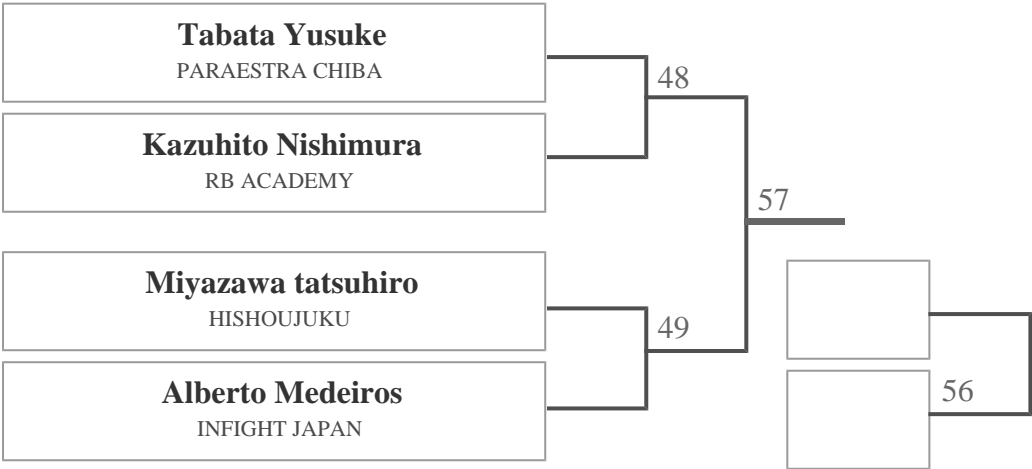 Tabata Yusuke
PARAESTRA CHIBA
48
Kazuhito Nishimura
RB ACADEMY
57
Miyazawa tatsuhiro
HISHOUJUKU
49
Alberto Medeiros
INFIGHT JAPAN
56